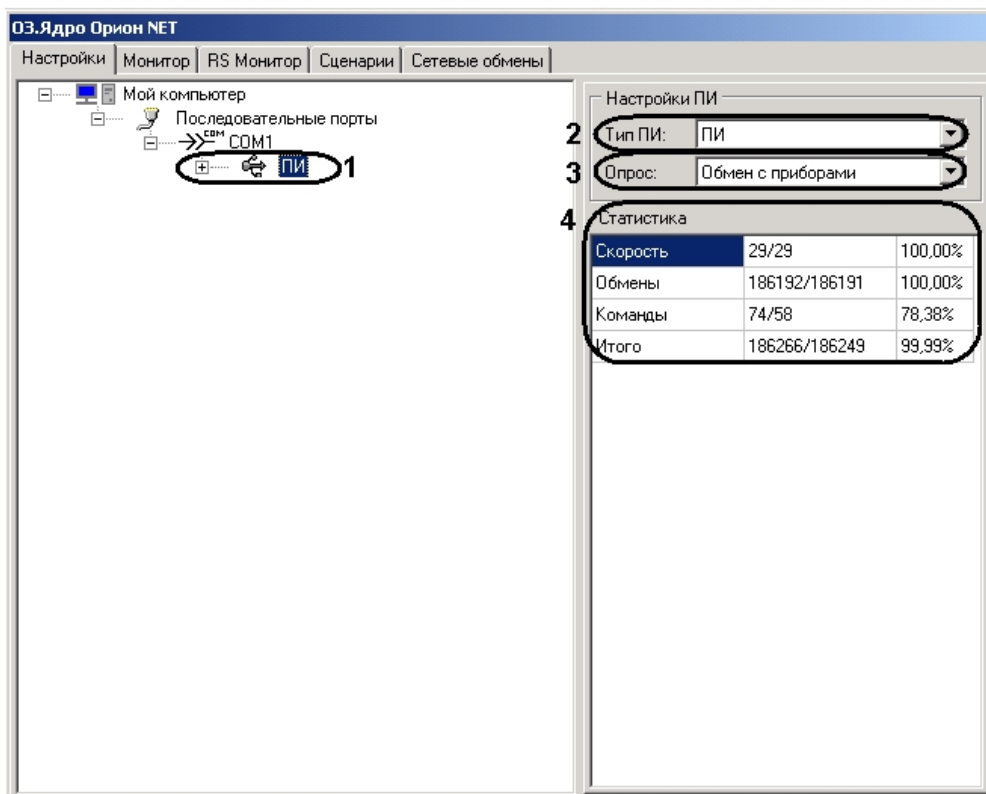 ОЗ.Ядро Орион NET
Настройки Монитор RS Монитор Сценарии Сетевые обмены
Мой компьютер
Последовательные порты
COM COM1
ПИ 1
Настройки ПИ
2 Тип ПИ: ПИ
3 Опрос: Обмен с приборами
4 Статистика
Скорость 29/29 100,00%
Обмены 186192/186191 100,00%
Команды 74/58 78,38%
Итого 186266/186249 99,99%